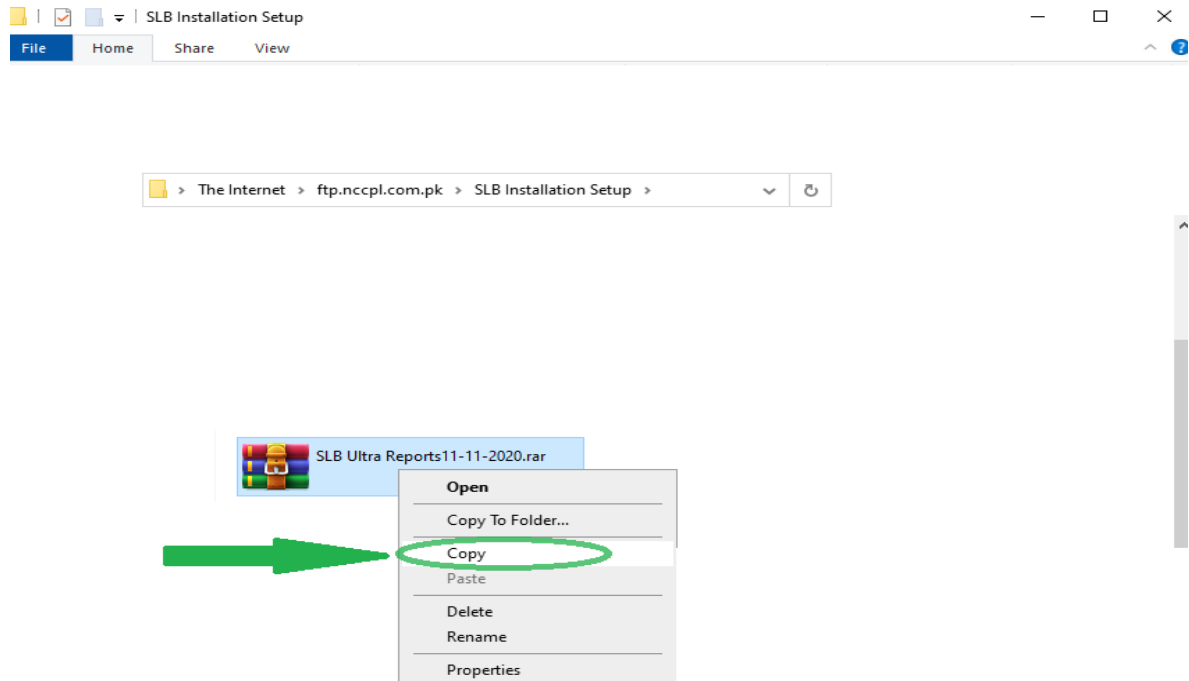 SLB Installation Setup
File Home Share View ?
The Internet > ftp.nccpl.com.pk > SLB Installation Setup >
SLB Ultra Reports11-11-2020.rar
Open
Copy To Folder...
Copy
Paste
Delete
Rename
Properties